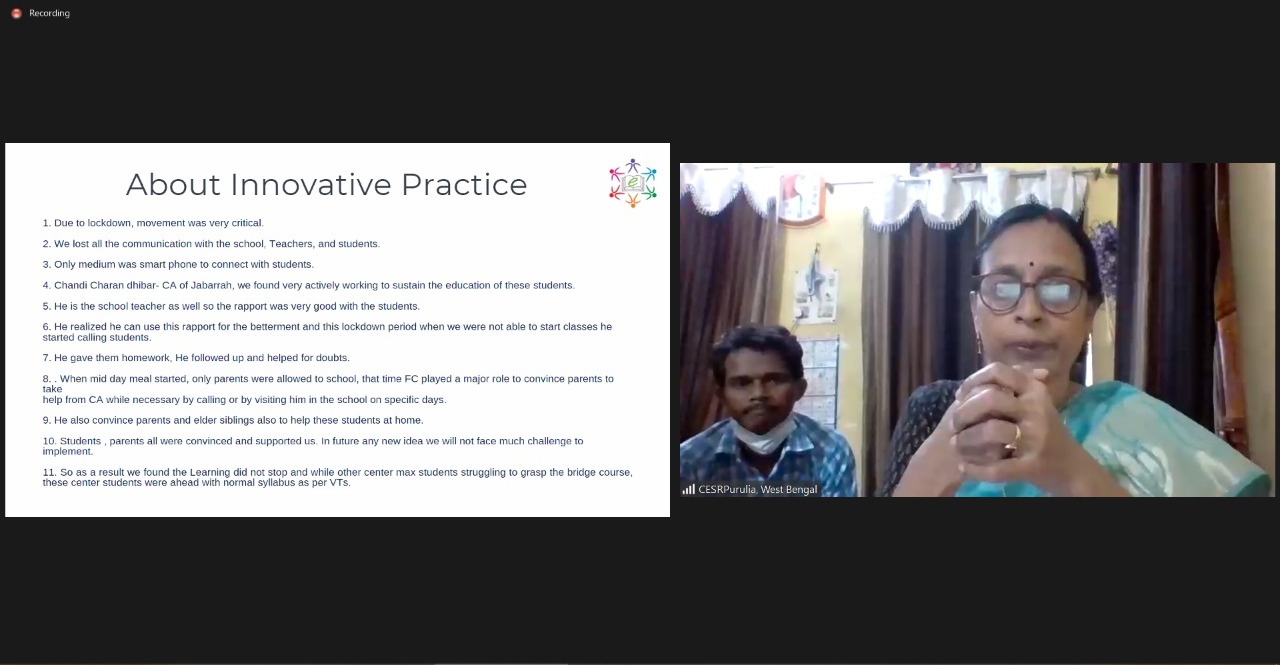 Recording
About Innovative Practice
1. Due to lockdown, movement was very critical.
2. We lost all the communication with the school, Teachers, and students.
3. Only medium was smart phone to connect with students.
4. Chandi Charan dhibar- CA of Jabarrah, we found very actively working to sustain the education of these students.
5. He is the school teacher as well so the rapport was very good with the students.
6. He realized he can use this rapport for the betterment and this lockdown period when we were not able to start classes he
started calling students.
7. He gave them homework, He followed up and helped for doubts.
8. . When mid day meal started, only parents were allowed to school, that time FC played a major role to convince parents to
take
help from CA while necessary by calling or by visiting him in the school on specific days.
9. He also convince parents and elder siblings also to help these students at home.
10. Students , parents all were convinced and supported us. In future any new idea we will not face much challenge to
implement.
11. So as a result we found the Learning did not stop and while other center max students struggling to grasp the bridge course,
these center students were ahead with normal syllabus as per VTs.
CESRPurulia, West Bengal